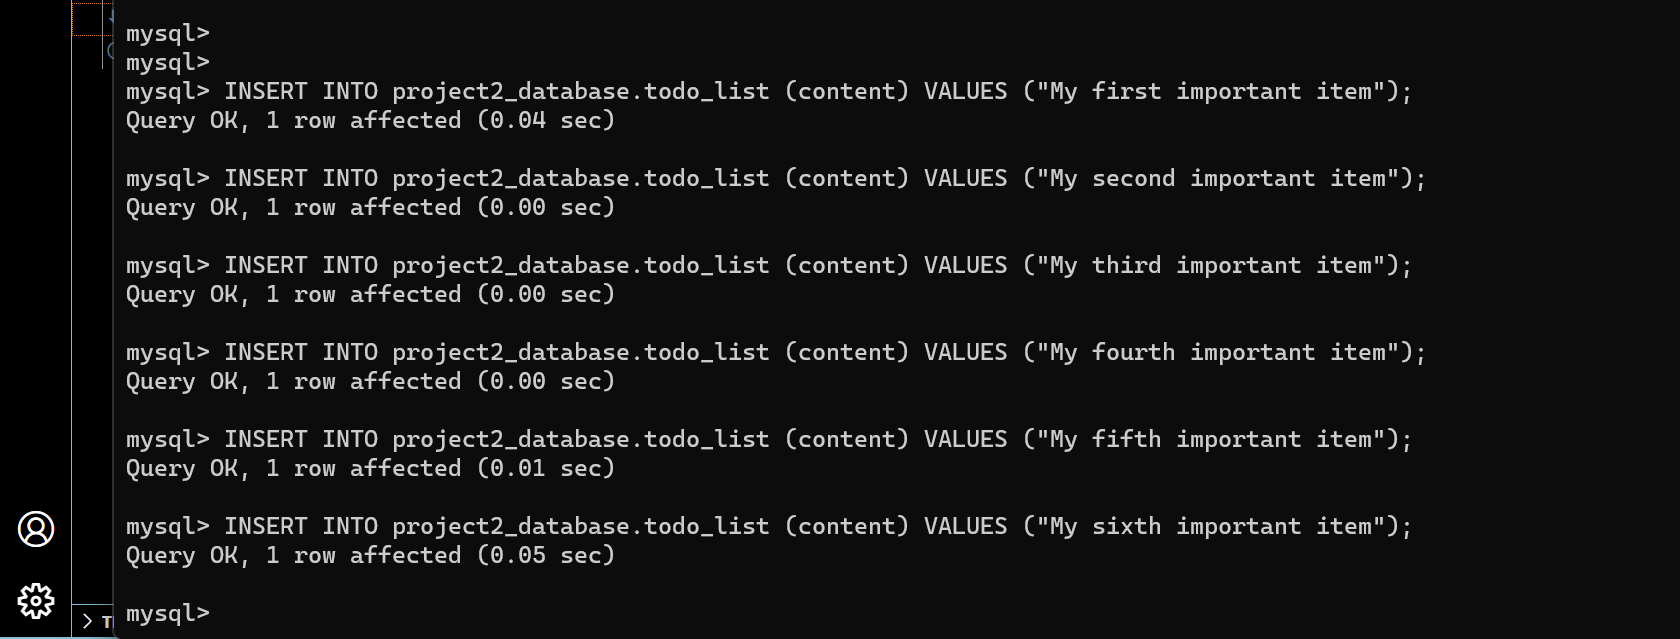 mysql>
mysql>
mysql> INSERT INTO project2_database.todo_list (content) VALUES ("My first important item");
Query OK, 1 row affected (0.04 sec)
mysql> INSERT INTO project2_database.todo_list (content) VALUES ("My second important item");
Query OK, 1 row affected (0.00 sec)
mysql> INSERT INTO project2_database.todo_list (content) VALUES ("My third important item");
Query OK, 1 row affected (0.00 sec)
mysql> INSERT INTO project2_database.todo_list (content) VALUES ("My fourth important item");
Query OK, 1 row affected (0.00 sec)
mysql> INSERT INTO project2_database.todo_list (content) VALUES ("My fifth important item");
Query OK, 1 row affected (0.01 sec)
mysql> INSERT INTO project2_database.todo_list (content) VALUES ("My sixth important item");
Query OK, 1 row affected (0.05 sec)
mysql>